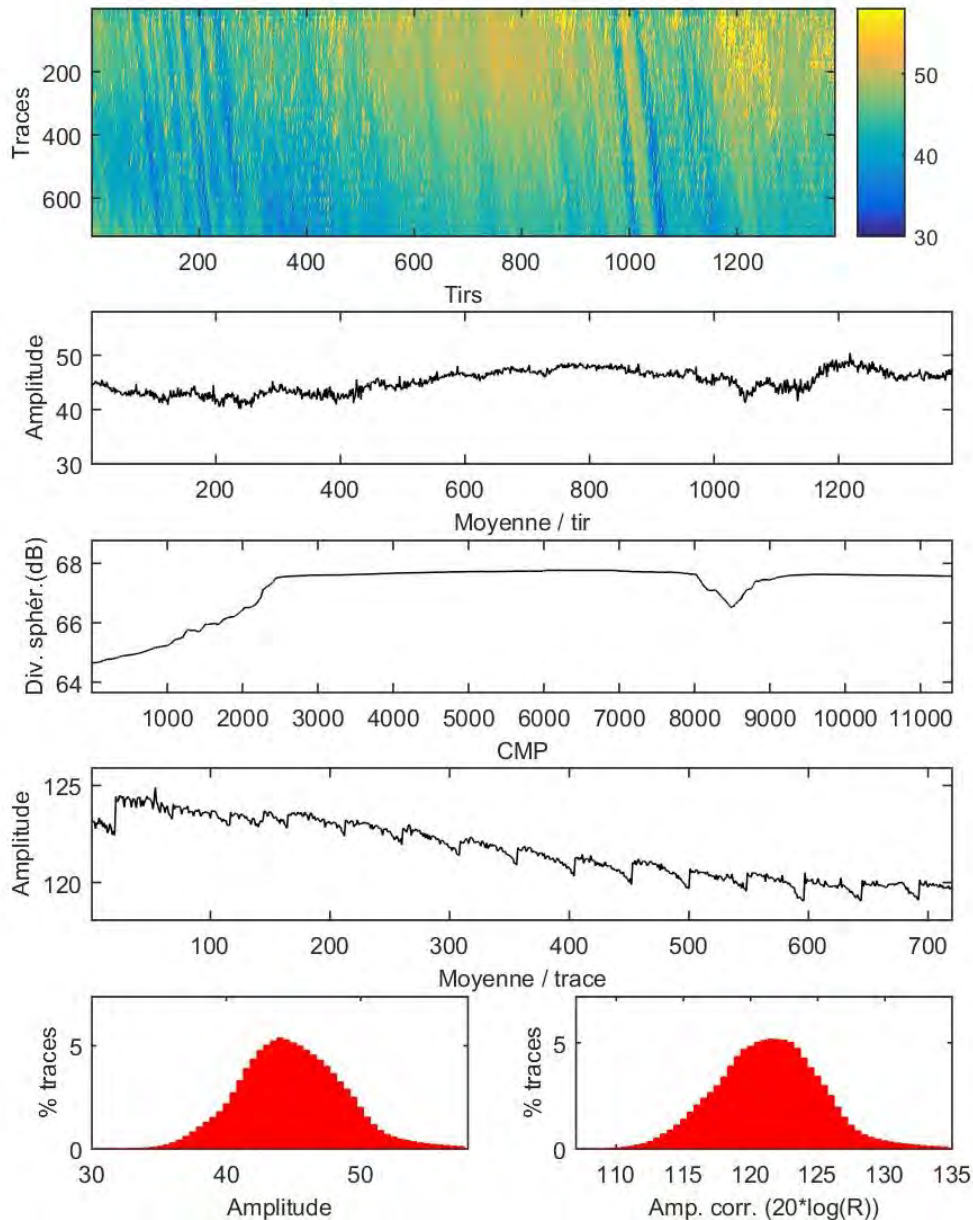 Traces
200
400
600
50
40
30
200 400 600 800 1000 1200
Tirs
Amplitude
50
40
30
200 400 600 800 1000 1200
Moyenne / tir
Div. sphér.(dB)
68
66
64
1000 2000 3000 4000 5000 6000 7000 8000 9000 10000 11000
CMP
Amplitude
125
120
100 200 300 400 500 600 700
Moyenne / trace
% traces
5
0
30 40 50
Amplitude
% traces
5
0
110 115 120 125 130 135
Amp. corr. (20*log(R))